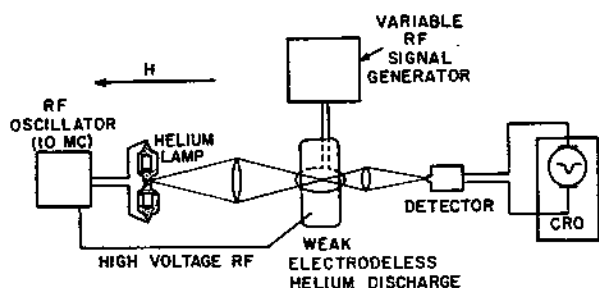 VARIABLE
RF
SIGNAL
GENERATOR
H
RF
OSCILLATOR
(10 MC)
HELIUM
LAMP
DETECTOR
CRO
HIGH VOLTAGE RF
WEAK
ELECTRODELESS
HELIUM DISCHARGE